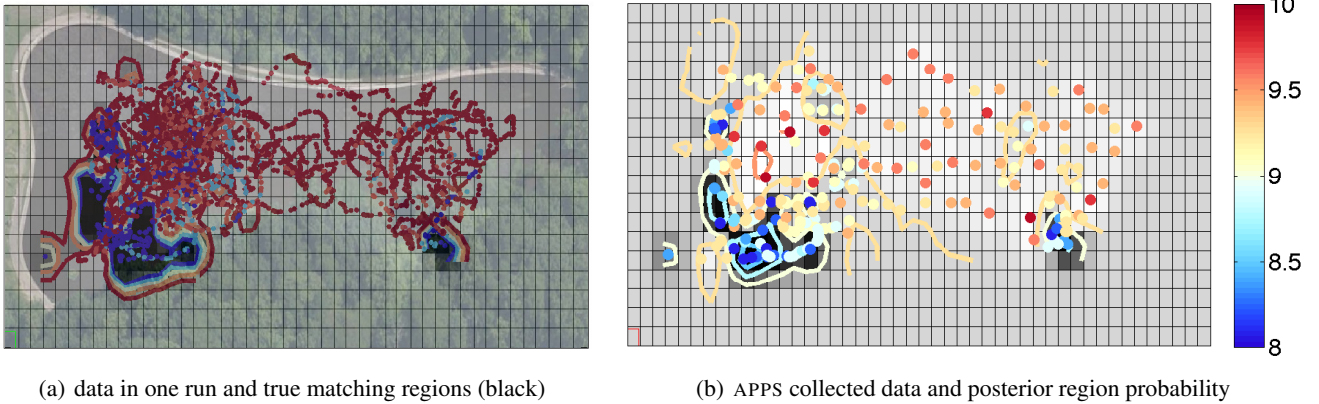 10
9.5
9
8.5
8
(a) data in one run and true matching regions (black)
(b) APPS collected data and posterior region probability